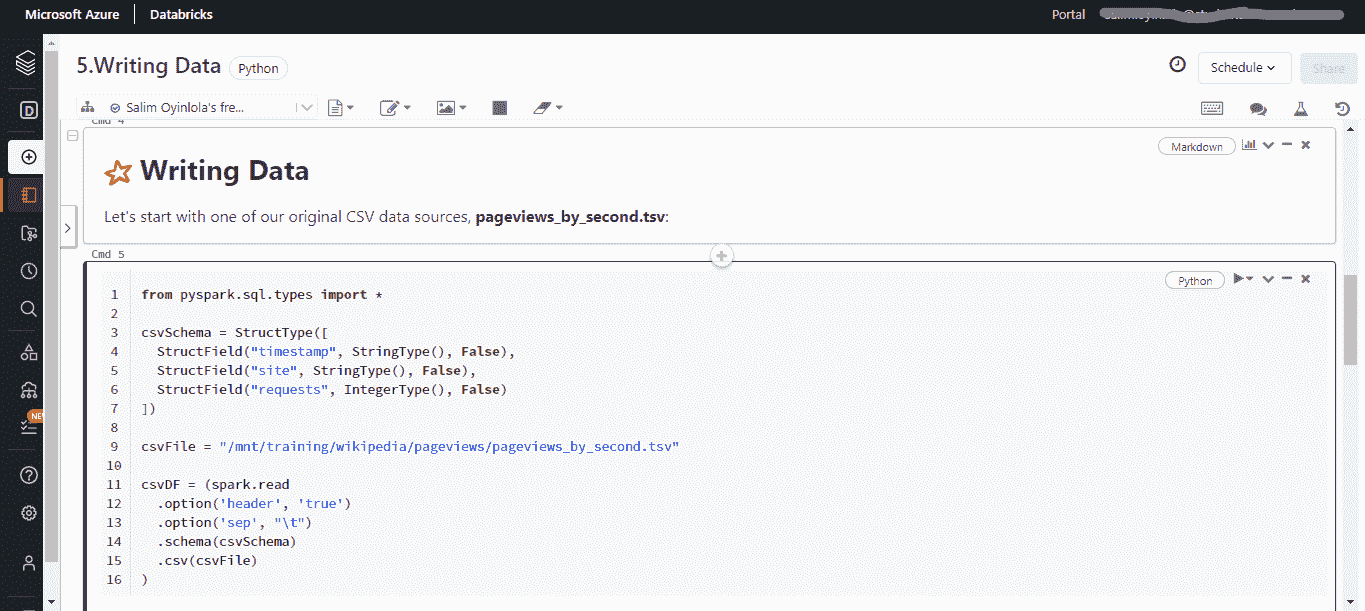 Microsoft Azure Databricks Portal
5.Writing Data Python Schedule Share
Salim Oyinlola's fre...
Cmd 4
Markdown
Writing Data
Let's start with one of our original CSV data sources, pageviews_by_second.tsv:
Cmd 5
Python
1 from pyspark.sql.types import *
2
3 csvSchema = StructType([
4 StructField("timestamp", StringType(), False),
5 StructField("site", StringType(), False),
6 StructField("requests", IntegerType(), False)
7 ])
8
9 csvFile = "/mnt/training/wikipedia/pageviews/pageviews_by_second.tsv"
10
11 csvDF = (spark.read
12 .option('header', 'true')
13 .option('sep', "\t")
14 .schema(csvSchema)
15 .csv(csvFile)
16 )